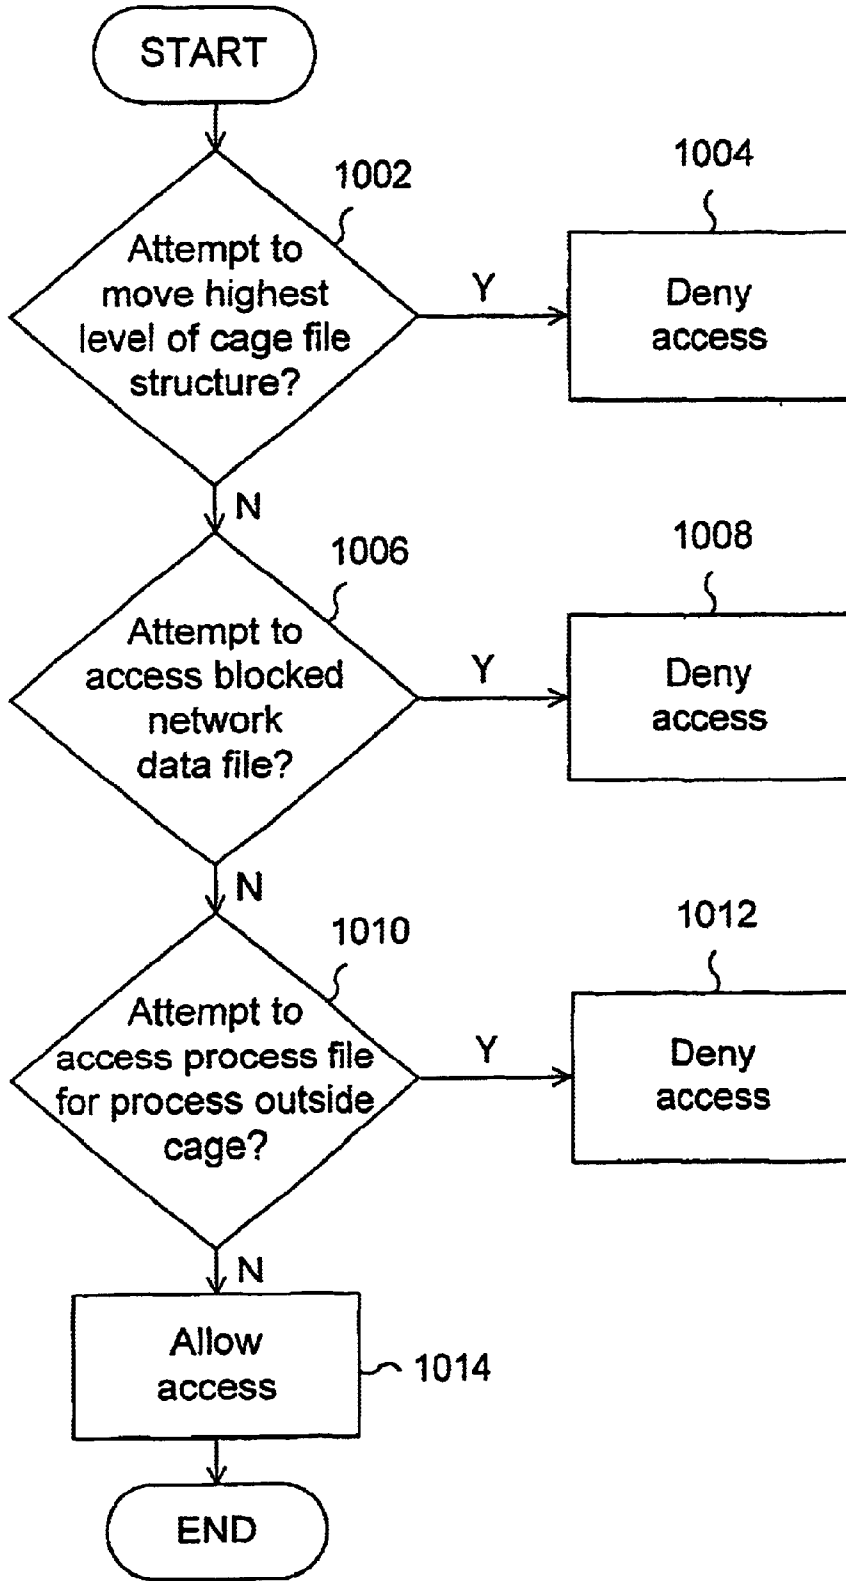 START
1002
Attempt to
move highest
level of cage file
structure?
Y
1004
Deny
access
N
1006
Attempt to
access blocked
network
data file?
Y
1008
Deny
access
N
1010
Attempt to
access process file
for process outside
cage?
Y
1012
Deny
access
N
Allow
access
1014
END